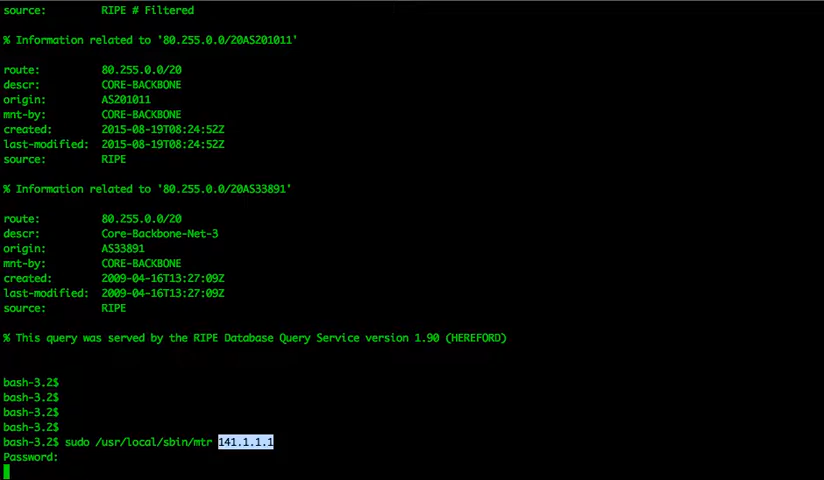 source:         RIPE # Filtered
% Information related to '80.255.0.0/20AS201011'
route:          80.255.0.0/20
descr:          CORE-BACKBONE
origin:         AS201011
mnt-by:         CORE-BACKBONE
created:        2015-08-19T08:24:52Z
last-modified:  2015-08-19T08:24:52Z
source:         RIPE
% Information related to '80.255.0.0/20AS33891'
route:          80.255.0.0/20
descr:          Core-Backbone-Net-3
origin:         AS33891
mnt-by:         CORE-BACKBONE
created:        2009-04-16T13:27:09Z
last-modified:  2009-04-16T13:27:09Z
source:         RIPE
% This query was served by the RIPE Database Query Service version 1.90 (HEREFORD)
bash-3.2$
bash-3.2$
bash-3.2$
bash-3.2$
bash-3.2$ sudo /usr/local/sbin/mtr 141.1.1.1
Password: